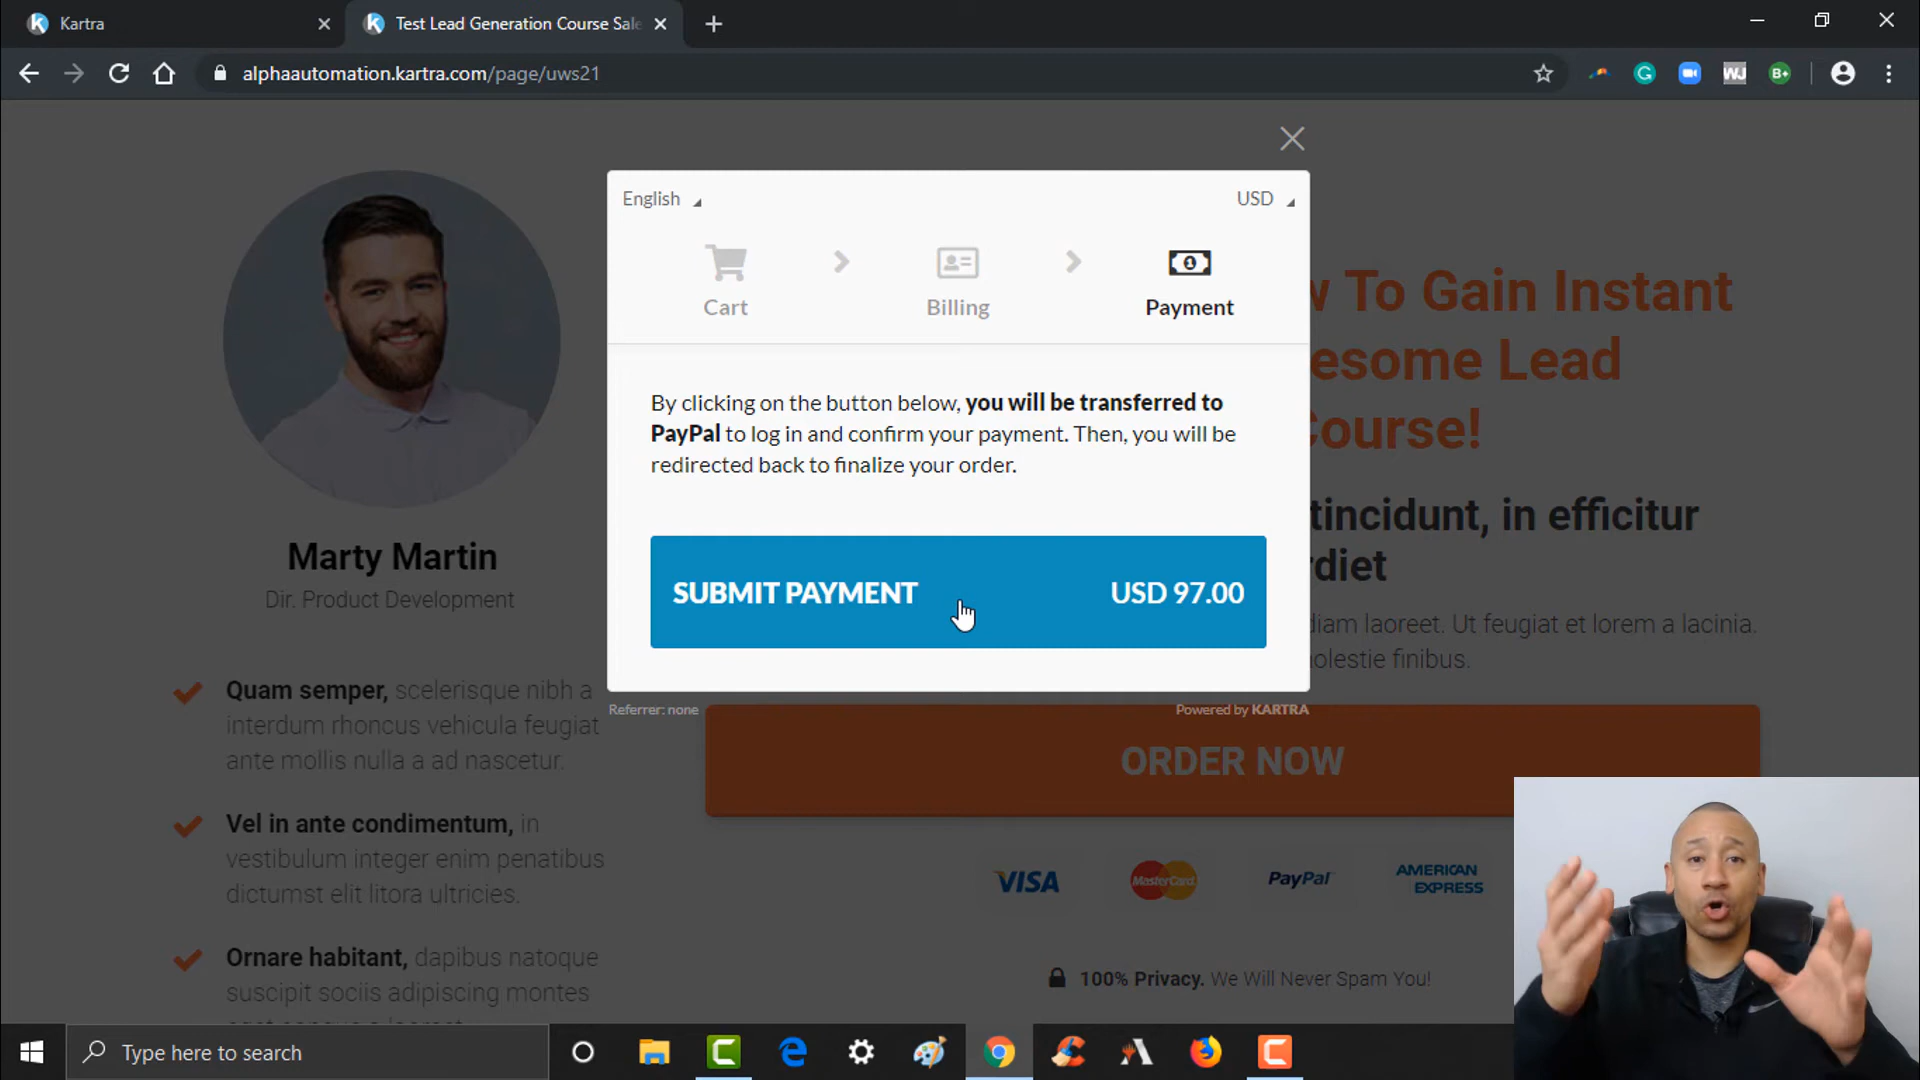 Kartra
Test Lead Generation Course Sale
alphaautomation.kartra.com/page/uws21
WJ
B+
English
USD
Cart
Billing
Payment
By clicking on the button below, you will be transferred to
PayPal to log in and confirm your payment. Then, you will be
redirected back to finalize your order.
SUBMIT PAYMENT USD 97.00
Referrer: none
Powered by KARTRA
w To Gain Instant
esome Lead
Course!
tincidunt, in efficitur
rdiet
diam laoreet. Ut feugiat et lorem a lacinia.
olestie finibus.
Marty Martin
Dir. Product Development
Quam semper, scelerisque nibh a
interdum rhoncus vehicula feugiat
ante mollis nulla a ad nascetur.
Vel in ante condimentum, in
vestibulum integer enim penatibus
dictumst elit litora ultricies.
Ornare habitant, dapibus natoque
suscipit sociis adipiscing montes
ORDER NOW
VISA
MasterCard
PayPal
AMERICAN
EXPRESS
100% Privacy. We Will Never Spam You!
Type here to search